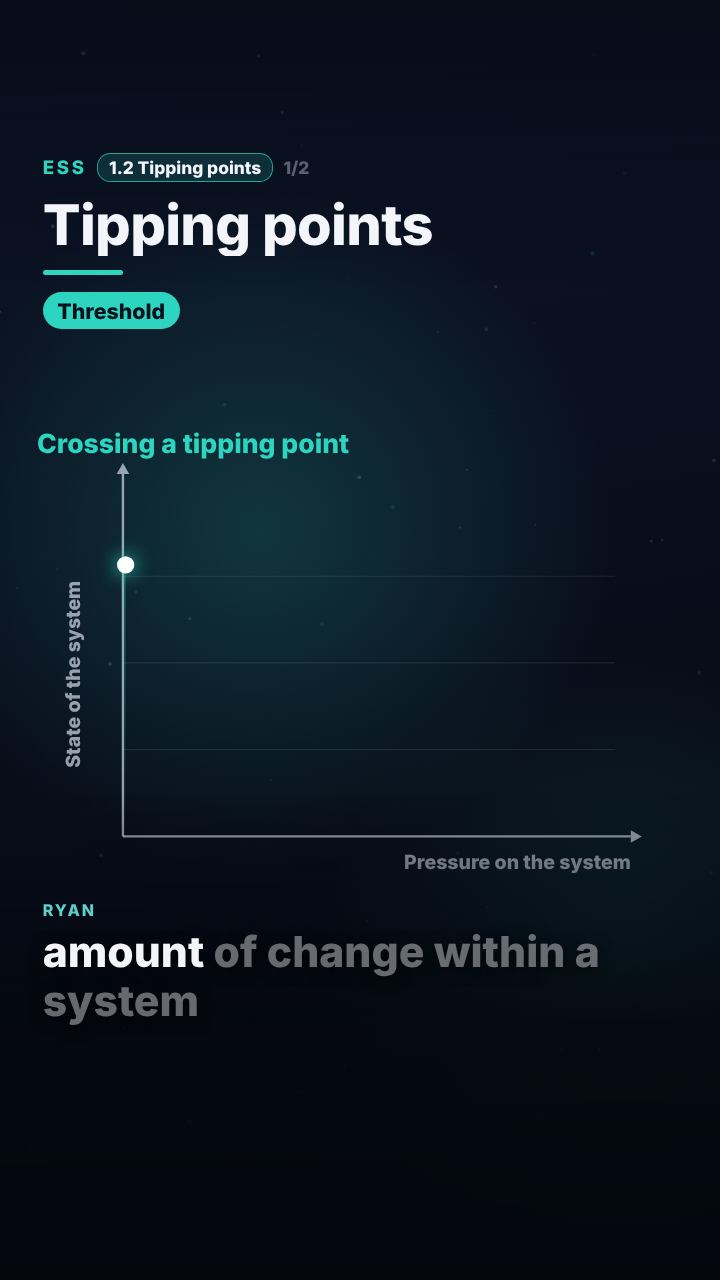 ESS 1.2 Tipping points 1/2
Tipping points
Threshold
Crossing a tipping point
State of the system
Pressure on the system
RYAN
amount of change within a
system